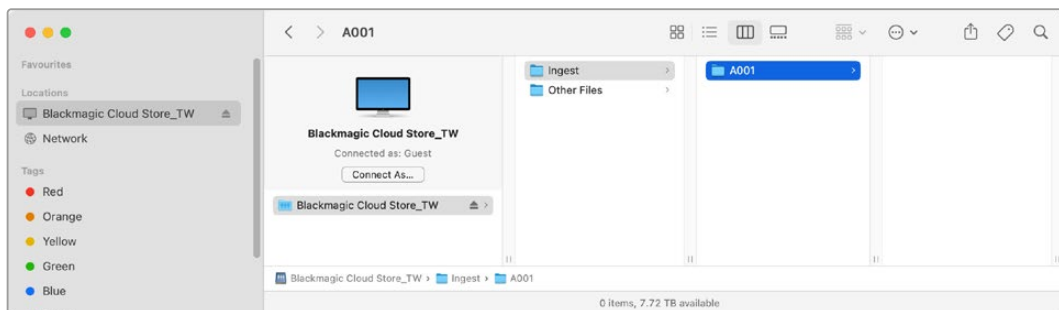 A001
Favourites
Locations
Blackmagic Cloud Store_TW
Network
Tags
Red
Orange
Yellow
Green
Blue
Blackmagic Cloud Store_TW
Connected as: Guest
Connect As...
Blackmagic Cloud Store_TW
Ingest
Other Files
A001
Blackmagic Cloud Store_TW › Ingest › A001
0 items, 7.72 TB available